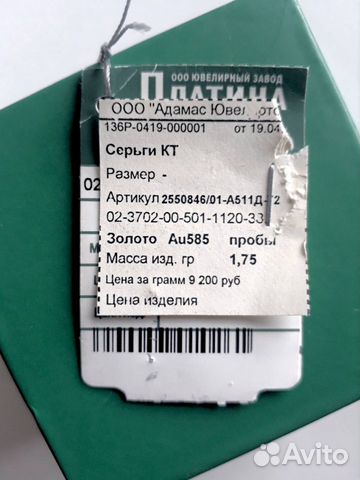 ООО ЮВЕЛИРНЫЙ ЗАВОД
ПЛАТИНА
ООО "Адамас Ювел
136Р-0419-000001 от 19.04
Серьги КТ
Размер -
Артикул 2550846/01-А511Д-
02-3702-00-501-1120-33
Золото Au585 пробы
Масса изд. гр 1,75
Цена за грамм 9 200 руб
Цена изделия
02
Avito